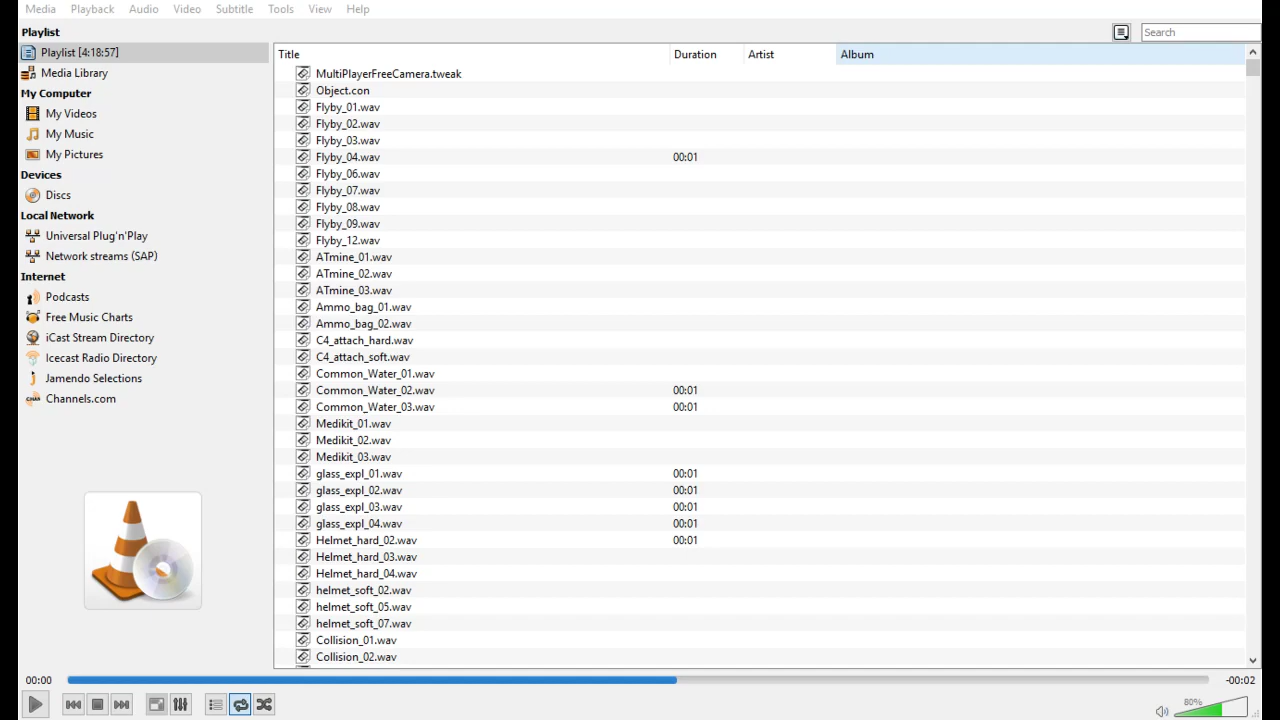 Media Playback Audio Video Subtitle Tools View Help
Playlist Search
Playlist [4:18:57]
Media Library
My Computer
My Videos
My Music
My Pictures
Devices
Discs
Local Network
Universal Plug'n'Play
Network streams (SAP)
Internet
Podcasts
Free Music Charts
iCast Stream Directory
Icecast Radio Directory
Jamendo Selections
Channels.com
Title Duration Artist Album
MultiPlayerFreeCamera.tweak
Object.con
Flyby_01.wav
Flyby_02.wav
Flyby_03.wav
Flyby_04.wav 00:01
Flyby_06.wav
Flyby_07.wav
Flyby_08.wav
Flyby_09.wav
Flyby_12.wav
ATmine_01.wav
ATmine_02.wav
ATmine_03.wav
Ammo_bag_01.wav
Ammo_bag_02.wav
C4_attach_hard.wav
C4_attach_soft.wav
Common_Water_01.wav
Common_Water_02.wav 00:01
Common_Water_03.wav 00:01
Medikit_01.wav
Medikit_02.wav
Medikit_03.wav
glass_expl_01.wav 00:01
glass_expl_02.wav 00:01
glass_expl_03.wav 00:01
glass_expl_04.wav 00:01
Helmet_hard_02.wav 00:01
Helmet_hard_03.wav
Helmet_hard_04.wav
helmet_soft_02.wav
helmet_soft_05.wav
helmet_soft_07.wav
Collision_01.wav
Collision_02.wav
00:00 -00:02
80%